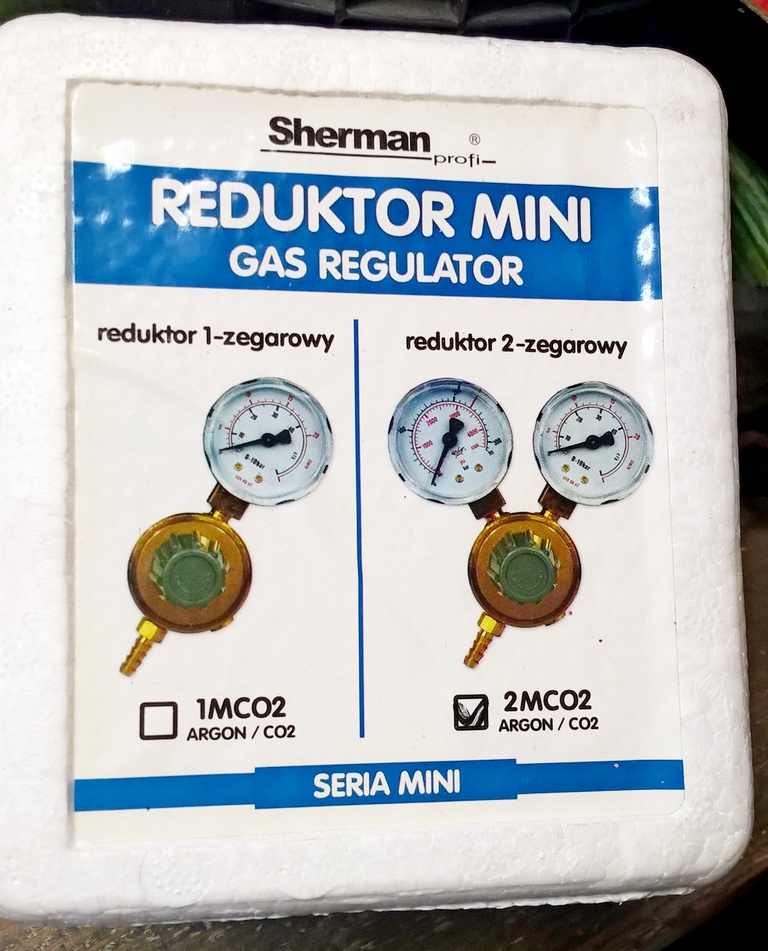 Sherman ®
profi
REDUKTOR MINI
GAS REGULATOR
reduktor 1-zegarowy
reduktor 2-zegarowy
1MCO2
ARGON / CO2
2MCO2
ARGON / CO2
SERIA MINI